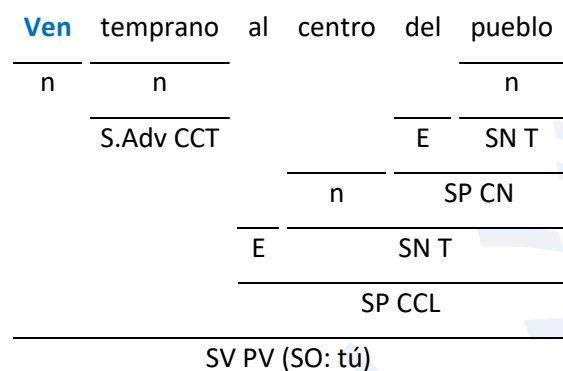 Ven temprano al centro del pueblo
n n n
S.Adv CCT E SN T
n SP CN
E SN T
SP CCL
SV PV (SO: tú)